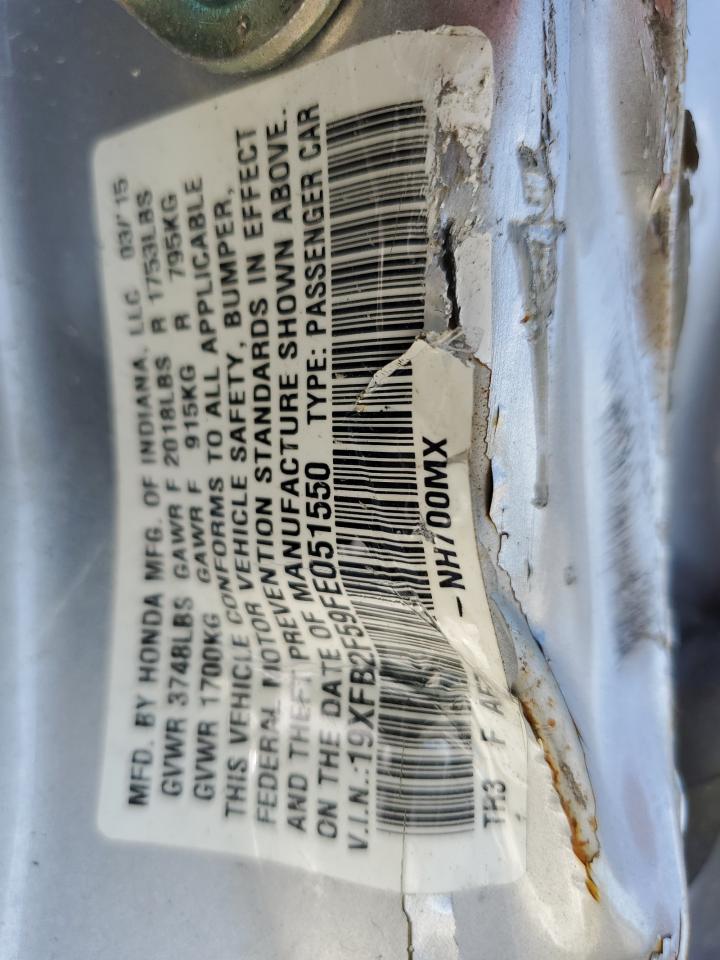 MFD. BY HONDA MFG. OF INDIANA, LLC 03/'15
GVWR 3748LBS GAWR F 2018LBS R 1753LBS
GVWR 1700KG GAWR F 915KG R 795KG
THIS VEHICLE CONFORMS TO ALL APPLICABLE
FEDERAL MOTOR VEHICLE SAFETY, BUMPER,
AND THEFT PREVENTION STANDARDS IN EFFECT
ON THE DATE OF MANUFACTURE SHOWN ABOVE.
V.I.N.:19XFB2F59FE051550 TYPE: PASSENGER CAR
TH3 F AF -NH700MX